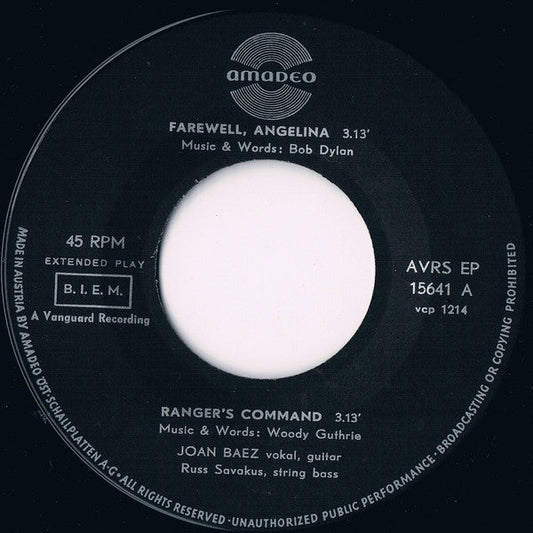 amadeo
FAREWELL, ANGELINA 3.13'
Music & Words: Bob Dylan
45 RPM
EXTENDED PLAY
B. I. E. M.
A Vanguard Recording
AVRS EP
15641 A
vcp 1214
RANGER'S COMMAND 3.13'
Music & Words: Woody Guthrie
JOAN BAEZ vokal, guitar
Russ Savakus, string bass
MADE IN AUSTRIA BY AMADEO ÖST. SCHALLPLATTEN A-G · ALL RIGHTS RESERVED · UNAUTHORIZED PUBLIC PERFORMANCE · BROADCASTING OR COPYING PROHIBITED